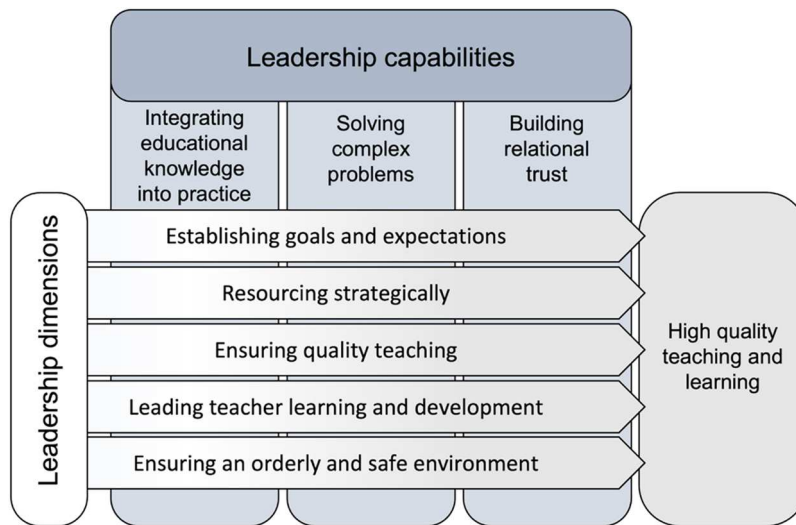 Leadership capabilities
Integrating
educational
knowledge
into practice
Solving
complex
problems
Building
relational
trust
Leadership dimensions
Establishing goals and expectations
Resourcing strategically
Ensuring quality teaching
Leading teacher learning and development
Ensuring an orderly and safe environment
High quality
teaching and
learning